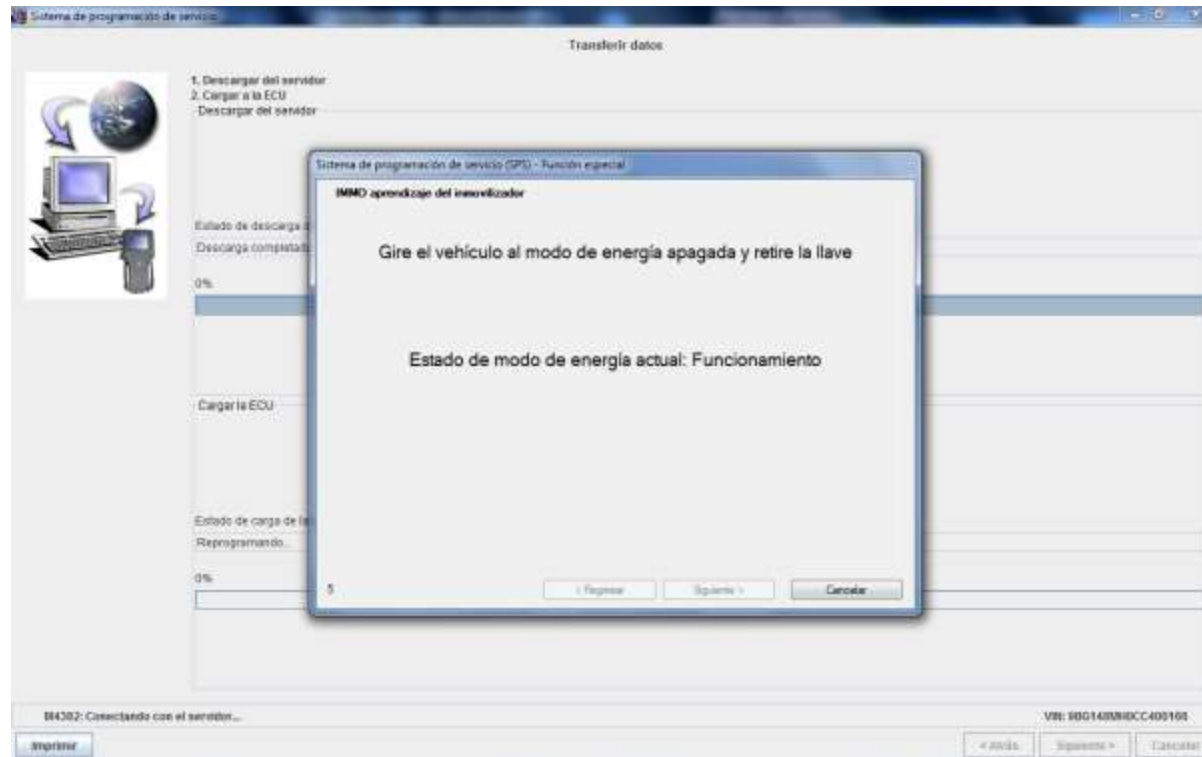 Sistema de programación de servicio
Transferir datos
1. Descargar del servidor
2. Cargar a la ECU
Descargar del servidor
Sistema de programación de servicio (SPS) - Función especial
IMMO aprendizaje del inmovilizador
Estado de descarga
Descarga completada
Gire el vehículo al modo de energía apagada y retire la llave
0%
Estado de modo de energía actual: Funcionamiento
Cargar la ECU
Estado de carga de la
Reprogramando..
0%
5
< Regresar
Siguiente >
Cancelar
Conectando con el servidor...
VIN:
Imprimir
< Atrás
Siguiente >
Cancelar